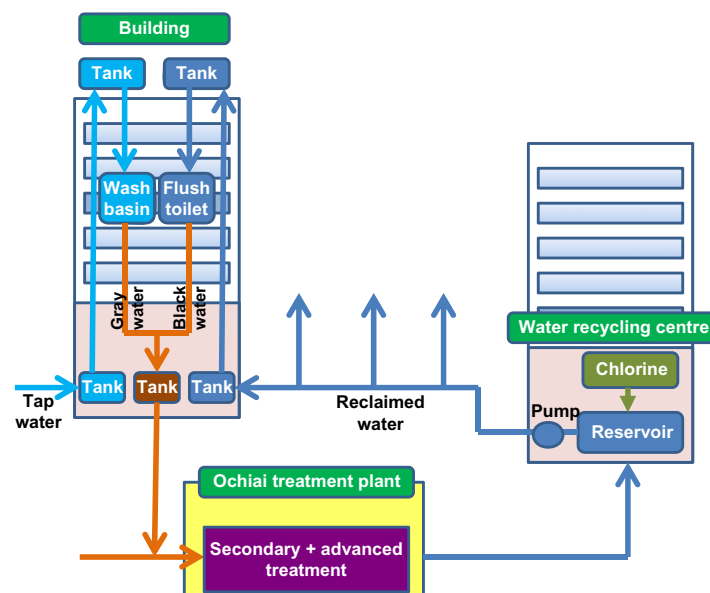 Building
Tank
Tank
Wash
basin
Flush
toilet
Gray
water
Black
water
Tank
Tank
Tank
Tap
water
Reclaimed
water
Water recycling centre
Chlorine
Pump
Reservoir
Ochiai treatment plant
Secondary + advanced
treatment